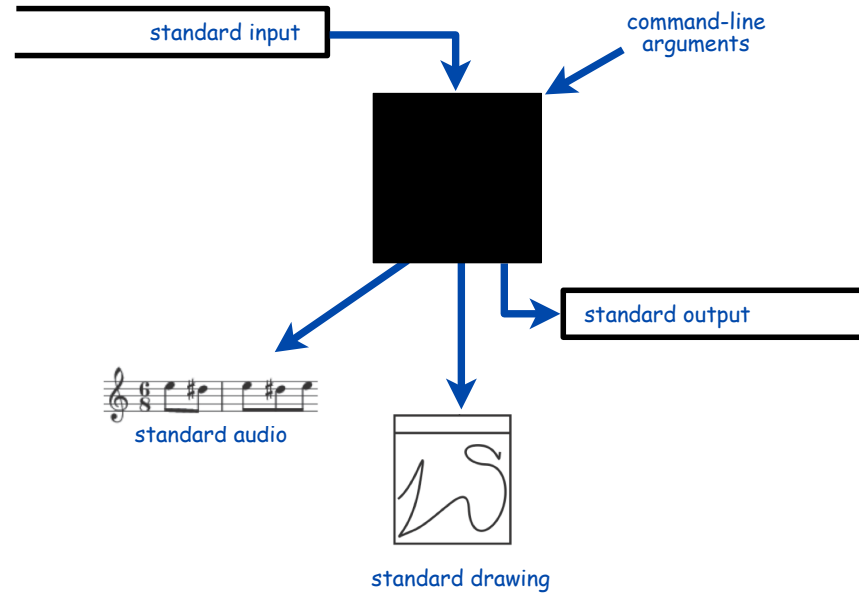 standard input
command-line
arguments
standard output
6
8
standard audio
standard drawing